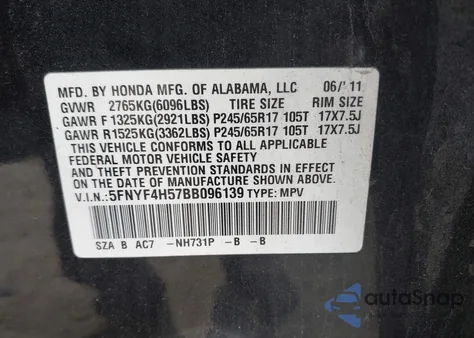 MFD. BY HONDA MFG. OF ALABAMA, LLC 06/'11
GVWR 2765KG(6096LBS) TIRE SIZE RIM SIZE
GAWR F 1325KG(2921LBS) P245/65R17 105T 17X7.5J
GAWR R1525KG(3362LBS) P245/65R17 105T 17X7.5J
THIS VEHICLE CONFORMS TO ALL APPLICABLE
FEDERAL MOTOR VEHICLE SAFETY
AND THEFT PREVENTION STANDARDS IN EFFECT
ON THE DATE OF MANUFACTURE SHOWN ABOVE.
V.I.N.: 5FNYF4H57BB096139 TYPE: MPV
SZA B AC7 -NH731P -B -B
autoSnap